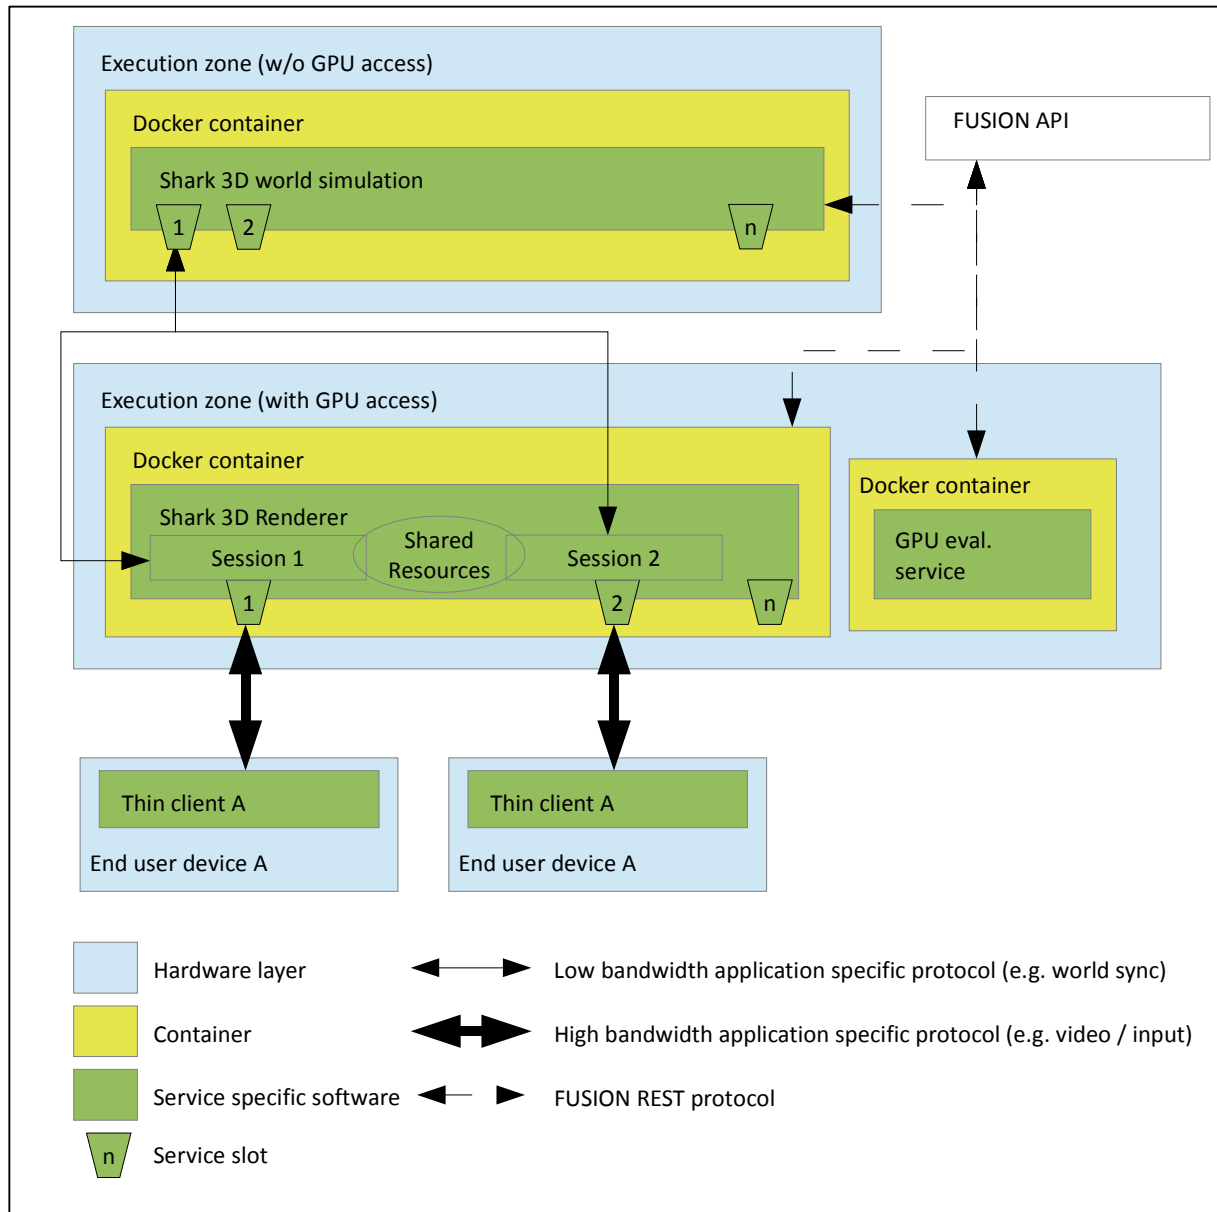 Execution zone (w/o GPU access)
Docker container
FUSION API
Shark 3D world simulation
1
2
n
Execution zone (with GPU access)
Docker container
Docker container
Shark 3D Renderer
GPU eval.
service
Session 1
Shared
Resources
Session 2
1
2
n
Thin client A
Thin client A
End user device A
End user device A
Hardware layer
Low bandwidth application specific protocol (e.g. world sync)
Container
High bandwidth application specific protocol (e.g. video / input)
Service specific software
FUSION REST protocol
n
Service slot